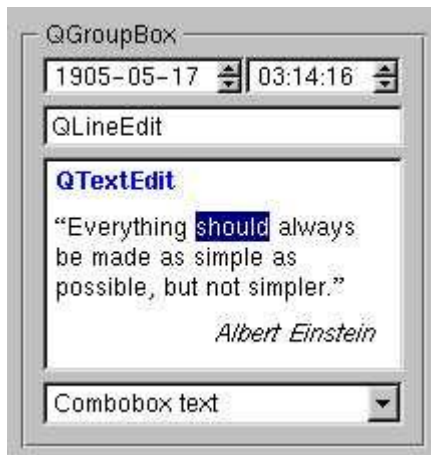 QGroupBox
1905-05-17 03:14:16
QLineEdit
QTextEdit
“Everything should always
be made as simple as
possible, but not simpler.”
Albert Einstein
Combobox text